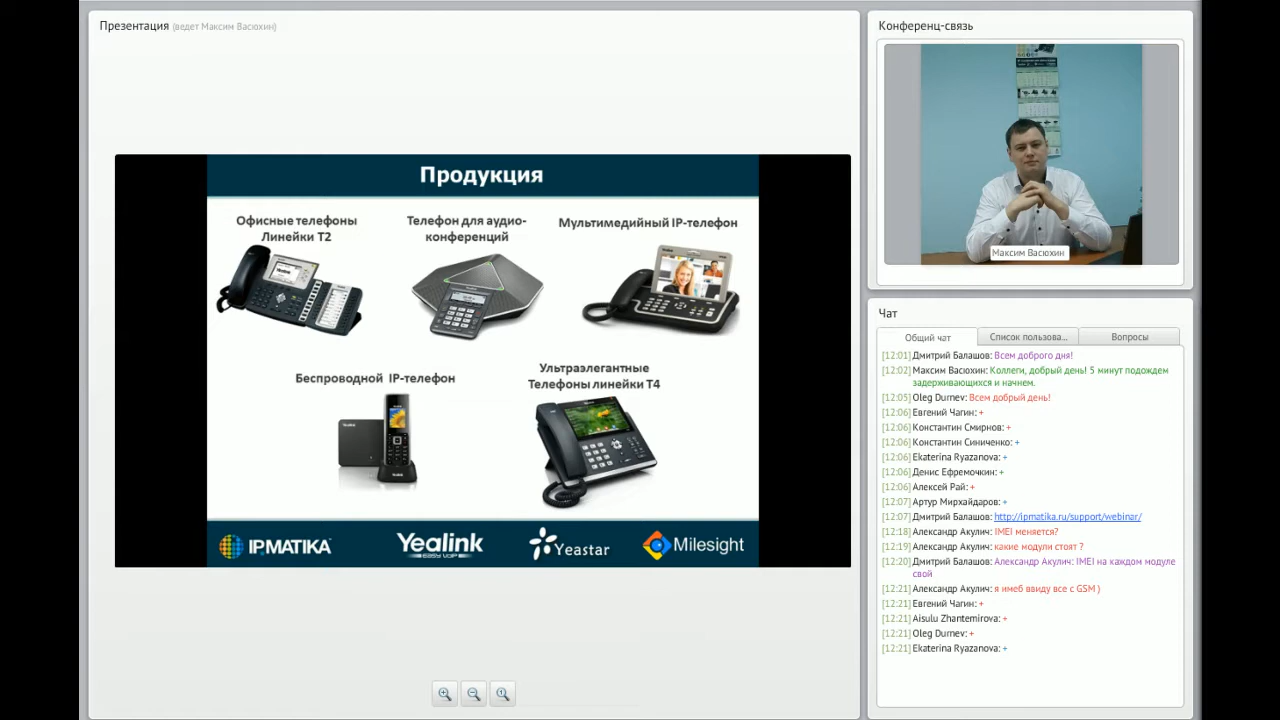 Презентация (ведет Максим Васюхин)
Продукция
Офисные телефоны
Линейки Т2
Телефон для аудио-
конференций
Мультимедийный IP-телефон
Беспроводной IP-телефон
Ультраэлегантные
Телефоны линейки Т4
IPMATIKA
Yealink
EASY VOIP
Yeastar
Milesight
Конференц-связь
Максим Васюхин
Чат
Общий чат
Список пользова...
Вопросы
[12:01] Дмитрий Балашов: Всем доброго дня!
[12:02] Максим Васюхин: Коллеги, добрый день! 5 минут подождем
задерживающихся и начнем.
[12:05] Oleg Durnev: Всем добрый день!
[12:06] Евгений Чагин: +
[12:06] Константин Смирнов: +
[12:06] Константин Синиченко: +
[12:06] Ekaterina Ryazanova: +
[12:06] Денис Ефремочкин: +
[12:06] Алексей Рай: +
[12:07] Артур Мирхайдаров: +
[12:07] Дмитрий Балашов: http://ipmatika.ru/support/webinar/
[12:18] Александр Акулич: IMEI меняется?
[12:19] Александр Акулич: какие модули стоят ?
[12:20] Дмитрий Балашов: Александр Акулич: IMEI на каждом модуле
свой
[12:21] Александр Акулич: я имеб ввиду все с GSM )
[12:21] Евгений Чагин: +
[12:21] Aisulu Zhantemirova: +
[12:21] Oleg Durnev: +
[12:21] Ekaterina Ryazanova: +